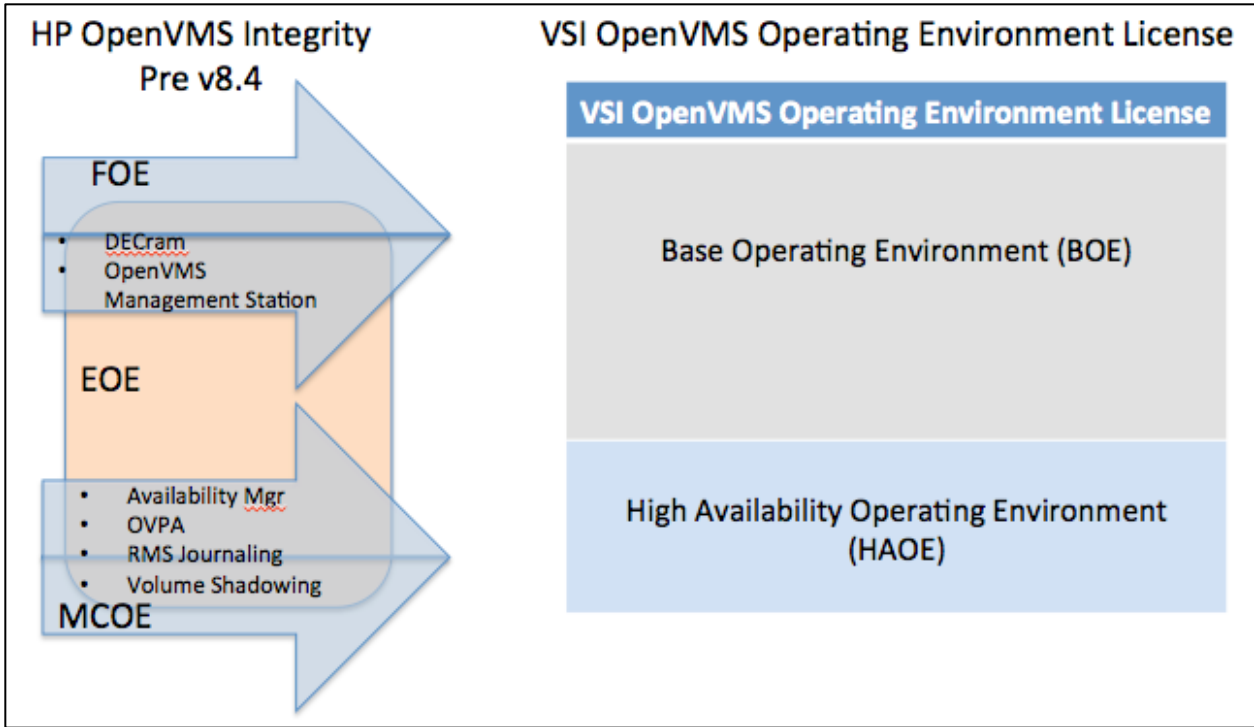 HP OpenVMS Integrity
Pre v8.4
FOE
• DECram
• OpenVMS
Management Station
EOE
• Availability Mgr
• OVPA
• RMS Journaling
• Volume Shadowing
MCOE
VSI OpenVMS Operating Environment License
VSI OpenVMS Operating Environment License
Base Operating Environment (BOE)
High Availability Operating Environment
(HAOE)